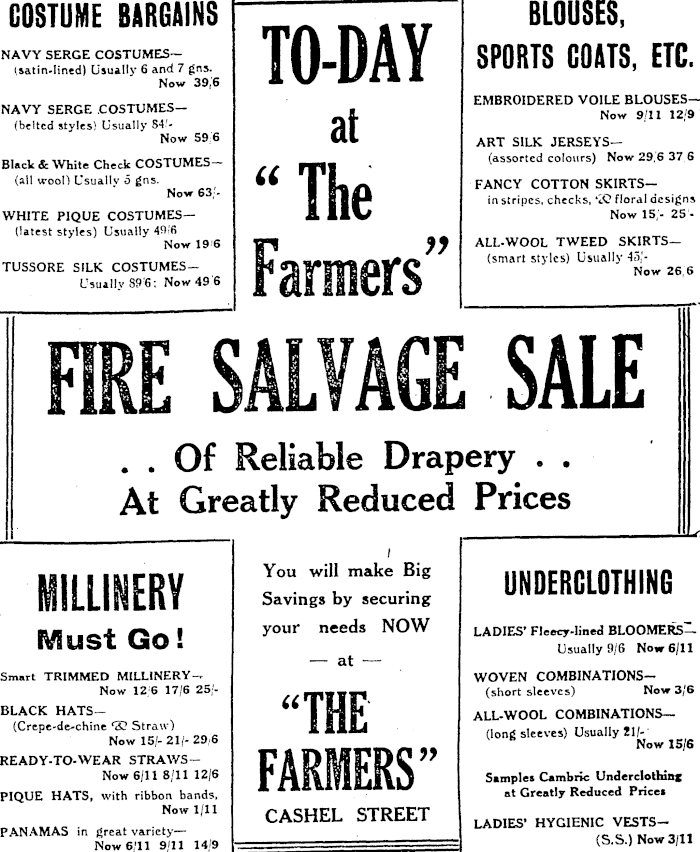 COSTUME BARGAINS
NAVY SERGE COSTUMES—
(satin-lined) Usually 6 and 7 gns.
Now 39/6
NAVY SERGE COSTUMES—
(belted styles) Usually 84/-
Now 59/6
Black & White Check COSTUMES—
(all wool) Usually 5 gns.
Now 63/-
WHITE PIQUE COSTUMES—
(latest styles) Usually 49/6
Now 19/6
TUSSORE SILK COSTUMES—
Usually 89/6: Now 49/6
TO-DAY
at
“ The
Farmers”
BLOUSES,
SPORTS COATS, ETC.
EMBROIDERED VOILE BLOUSES—
Now 9/11 12/9
ART SILK JERSEYS—
(assorted colours) Now 29/6 37/6
FANCY COTTON SKIRTS—
in stripes, checks, & floral designs
Now 15/- 25/-
ALL-WOOL TWEED SKIRTS—
(smart styles) Usually 45/-
Now 26/6
FIRE SALVAGE SALE
. . Of Reliable Drapery . .
At Greatly Reduced Prices
MILLINERY
Must Go!
Smart TRIMMED MILLINERY—
Now 12/6 17/6 25/-
BLACK HATS—
(Crepe-de-chine & Straw)
Now 15/- 21/- 29/6
READY-TO-WEAR STRAWS—
Now 6/11 8/11 12/6
PIQUE HATS, with ribbon bands,
Now 1/11
PANAMAS in great variety—
Now 6/11 9/11 14/9
You will make Big
Savings by securing
your needs NOW
— at —
“THE
FARMERS”
CASHEL STREET
UNDERCLOTHING
LADIES' Fleecy-lined BLOOMERS—
Usually 9/6 Now 6/11
WOVEN COMBINATIONS—
(short sleeves) Now 3/6
ALL-WOOL COMBINATIONS—
(long sleeves) Usually 21/-
Now 15/6
Samples Cambric Underclothing
at Greatly Reduced Prices
LADIES' HYGIENIC VESTS—
(S.S.) Now 3/11